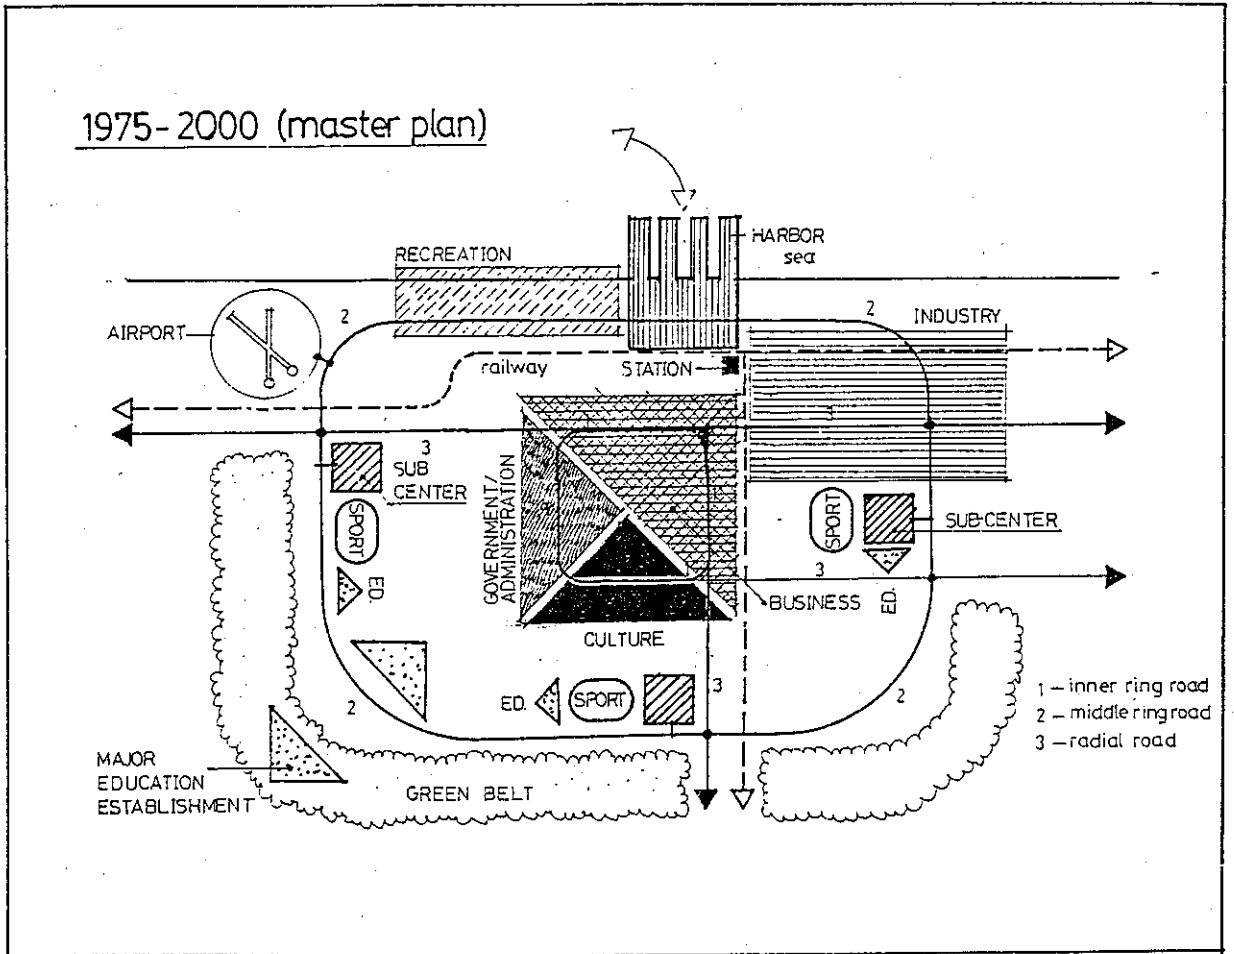 1975-2000 (master plan)
HARBOR
sea
RECREATION
2
2
INDUSTRY
AIRPORT
railway
STATION
3
SUB
CENTER
GOVERNMENT/
ADMINISTRATION
SPORT
SPORT
SUB-CENTER
ED.
3
ED.
BUSINESS
CULTURE
ED.
SPORT
3
2
2
1 - inner ring road
2 - middle ring road
3 - radial road
MAJOR
EDUCATION
ESTABLISHMENT
GREEN BELT